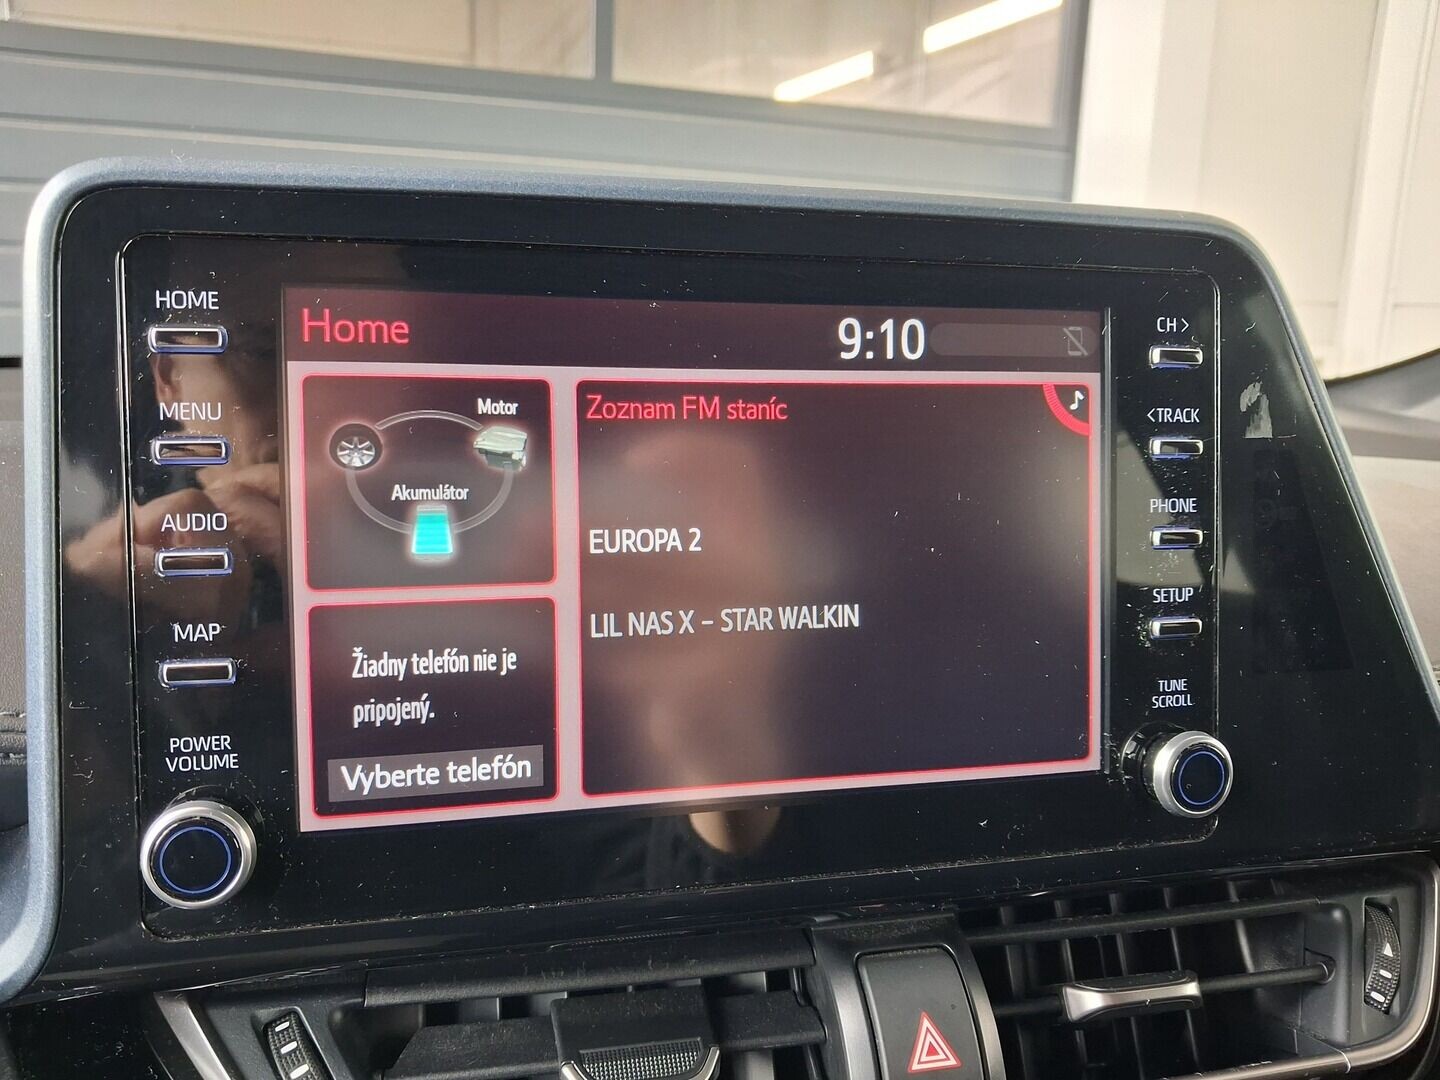 HOME
MENU
AUDIO
MAP
POWER
VOLUME
Home
9:10
Motor
Akumulátor
Žiadny telefón nie je
pripojený.
Vyberte telefón
Zoznam FM staníc
EUROPA 2
LIL NAS X - STAR WALKIN
CH >
< TRACK
PHONE
SETUP
TUNE
SCROLL